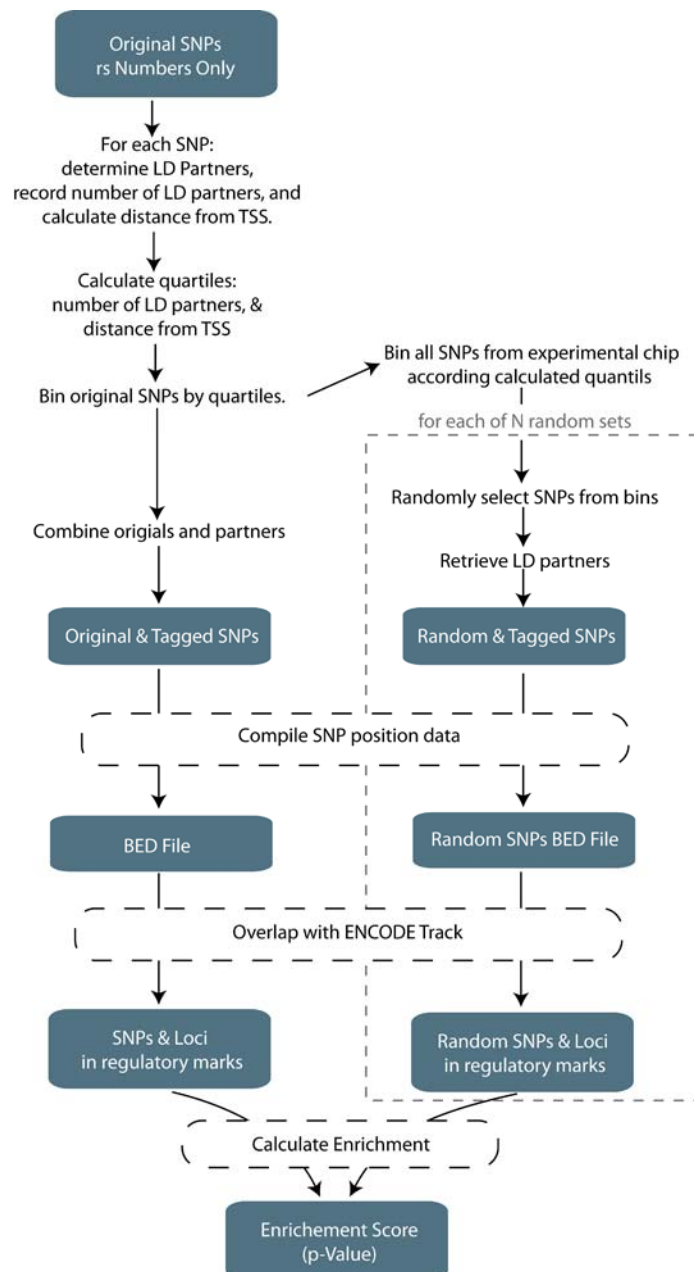 Original SNPs
rs Numbers Only
For each SNP:
determine LD Partners,
record number of LD partners, and
calculate distance from TSS.
Calculate quartiles:
number of LD partners, &
distance from TSS
Bin original SNPs by quartiles.
Bin all SNPs from experimental chip
according calculated quantils
for each of N random sets
Randomly select SNPs from bins
Combine origials and partners
Retrieve LD partners
Original & Tagged SNPs
Random & Tagged SNPs
Compile SNP position data
BED File
Random SNPs BED File
Overlap with ENCODE Track
SNPs & Loci
in regulatory marks
Random SNPs & Loci
in regulatory marks
Calculate Enrichment
Enrichement Score
(p-Value)